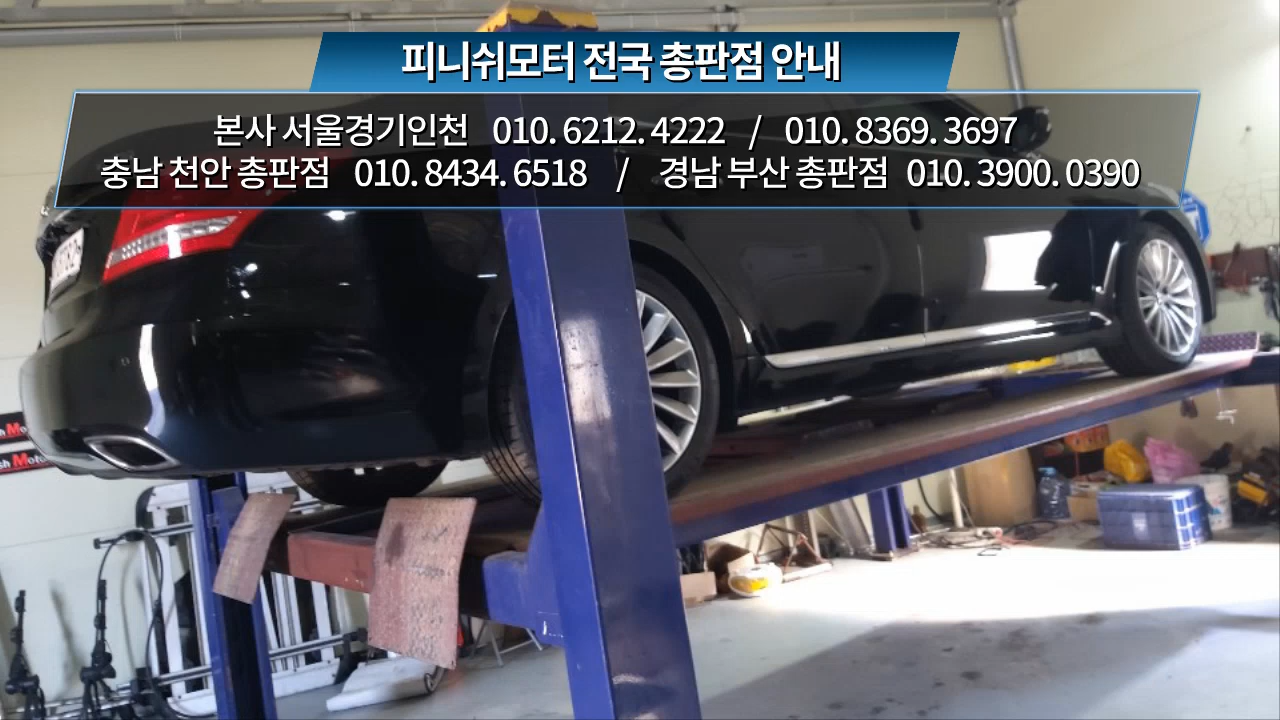 피니쉬모터 전국 총판점 안내
본사 서울경기인천 010. 6212. 4222 / 010. 8369. 3697
충남 천안 총판점 010. 8434. 6518 / 경남 부산 총판점 010. 3900. 0390